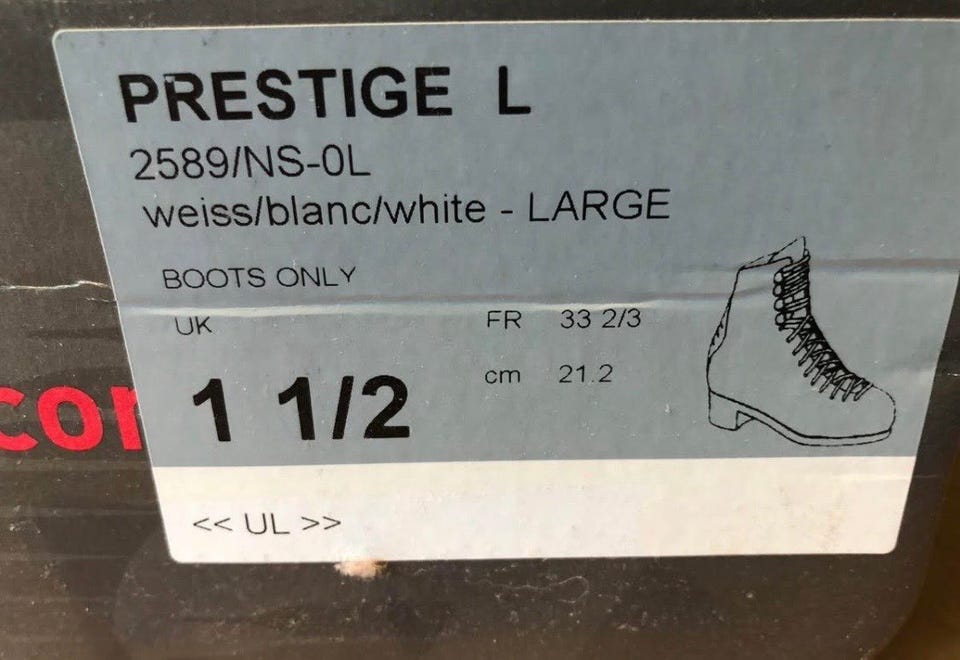 PRESTIGE L
2589/NS-0L
weiss/blanc/white - LARGE
BOOTS ONLY
UK
FR 33 2/3
cm 21.2
1 1/2
cor
<< UL >>